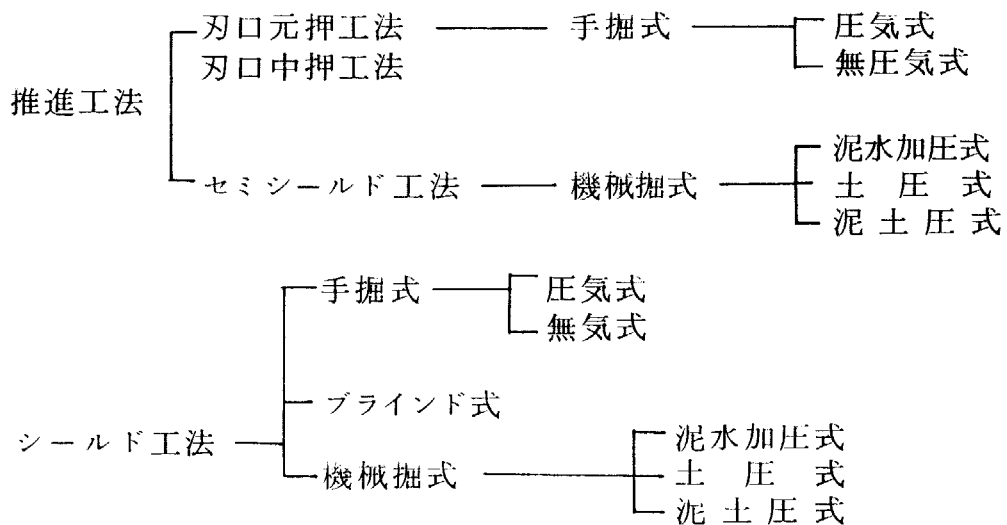 刃口元押工法 手掘式 圧気式
刃口中押工法 無圧気式
推進工法
泥水加圧式
セミシールド工法 機械掘式 土圧式
泥土圧式
手掘式 圧気式
無気式
ブラインド式
シールド工法 泥水加圧式
機械掘式 土圧式
泥土圧式